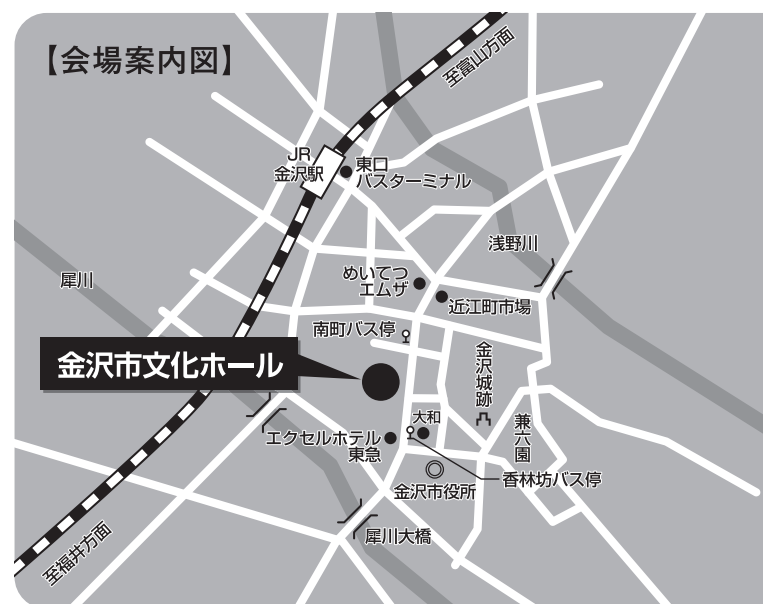 【会場案内図】
至富山方面
JR
金沢駅
東口
バスターミナル
浅野川
犀川
めいてつ
エムザ
近江町市場
南町バス停
金沢市文化ホール
金沢城跡
兼六園
大和
エクセルホテル
東急
香林坊バス停
金沢市役所
犀川大橋
至福井方面